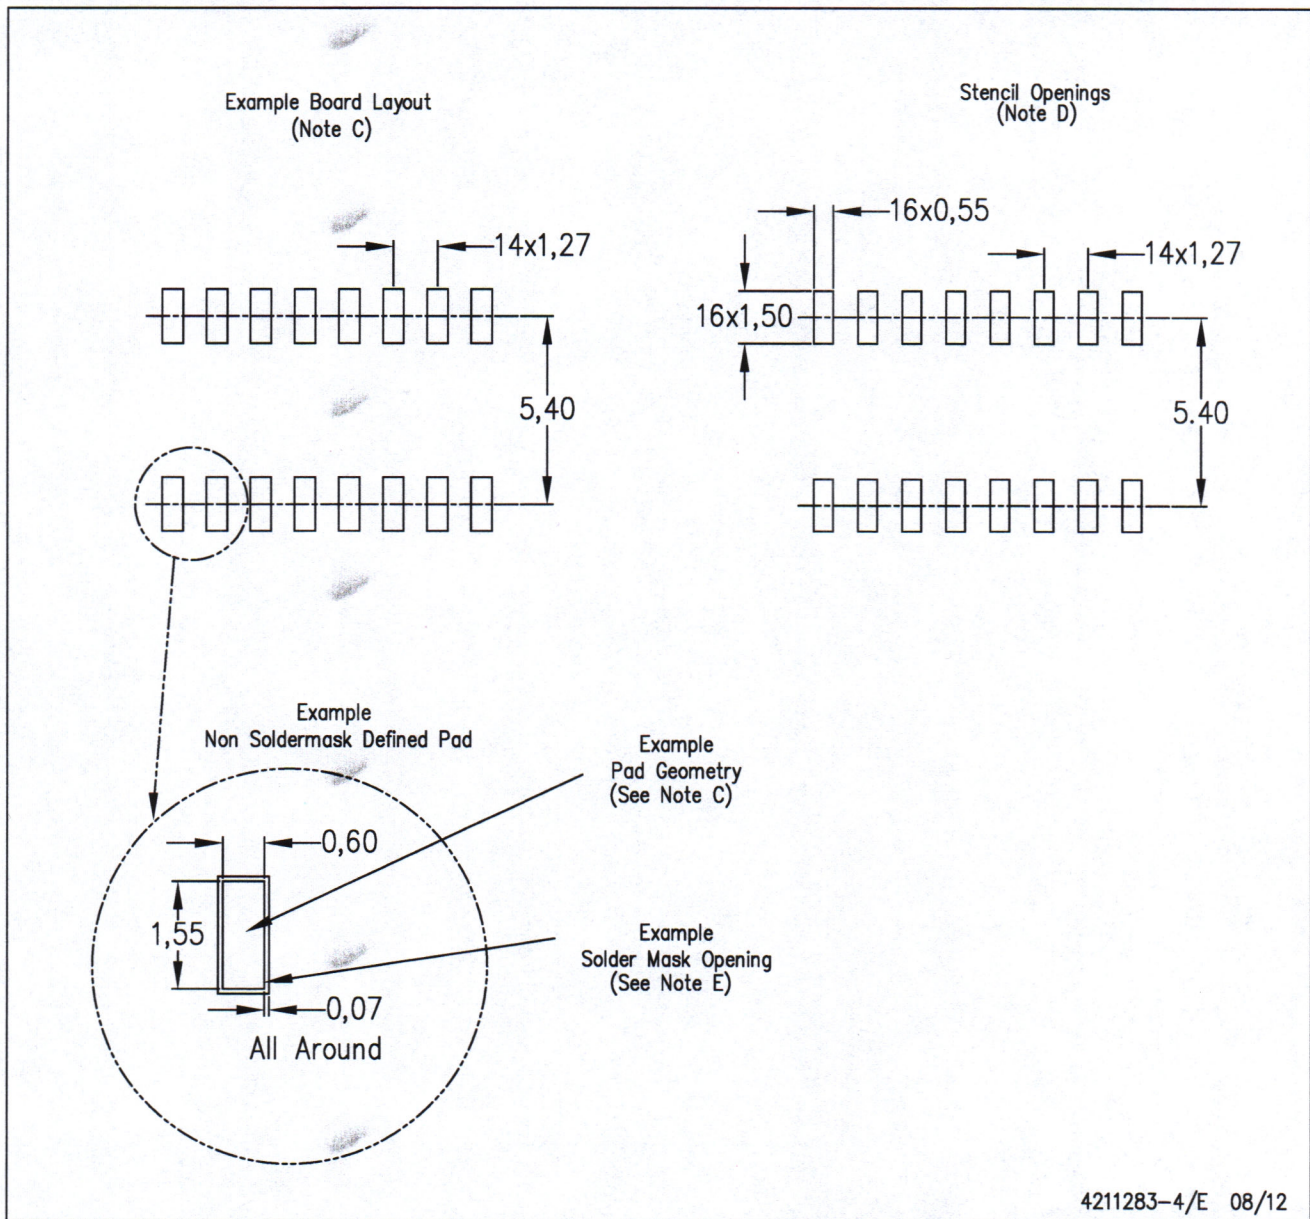 Example Board Layout
(Note C)
Stencil Openings
(Note D)
16x0,55
14x1,27
14x1,27
16x1,50
5,40
5.40
Example
Non Soldermask Defined Pad
Example
Pad Geometry
(See Note C)
0,60
1,55
Example
Solder Mask Opening
(See Note E)
0,07
All Around
4211283-4/E 08/12